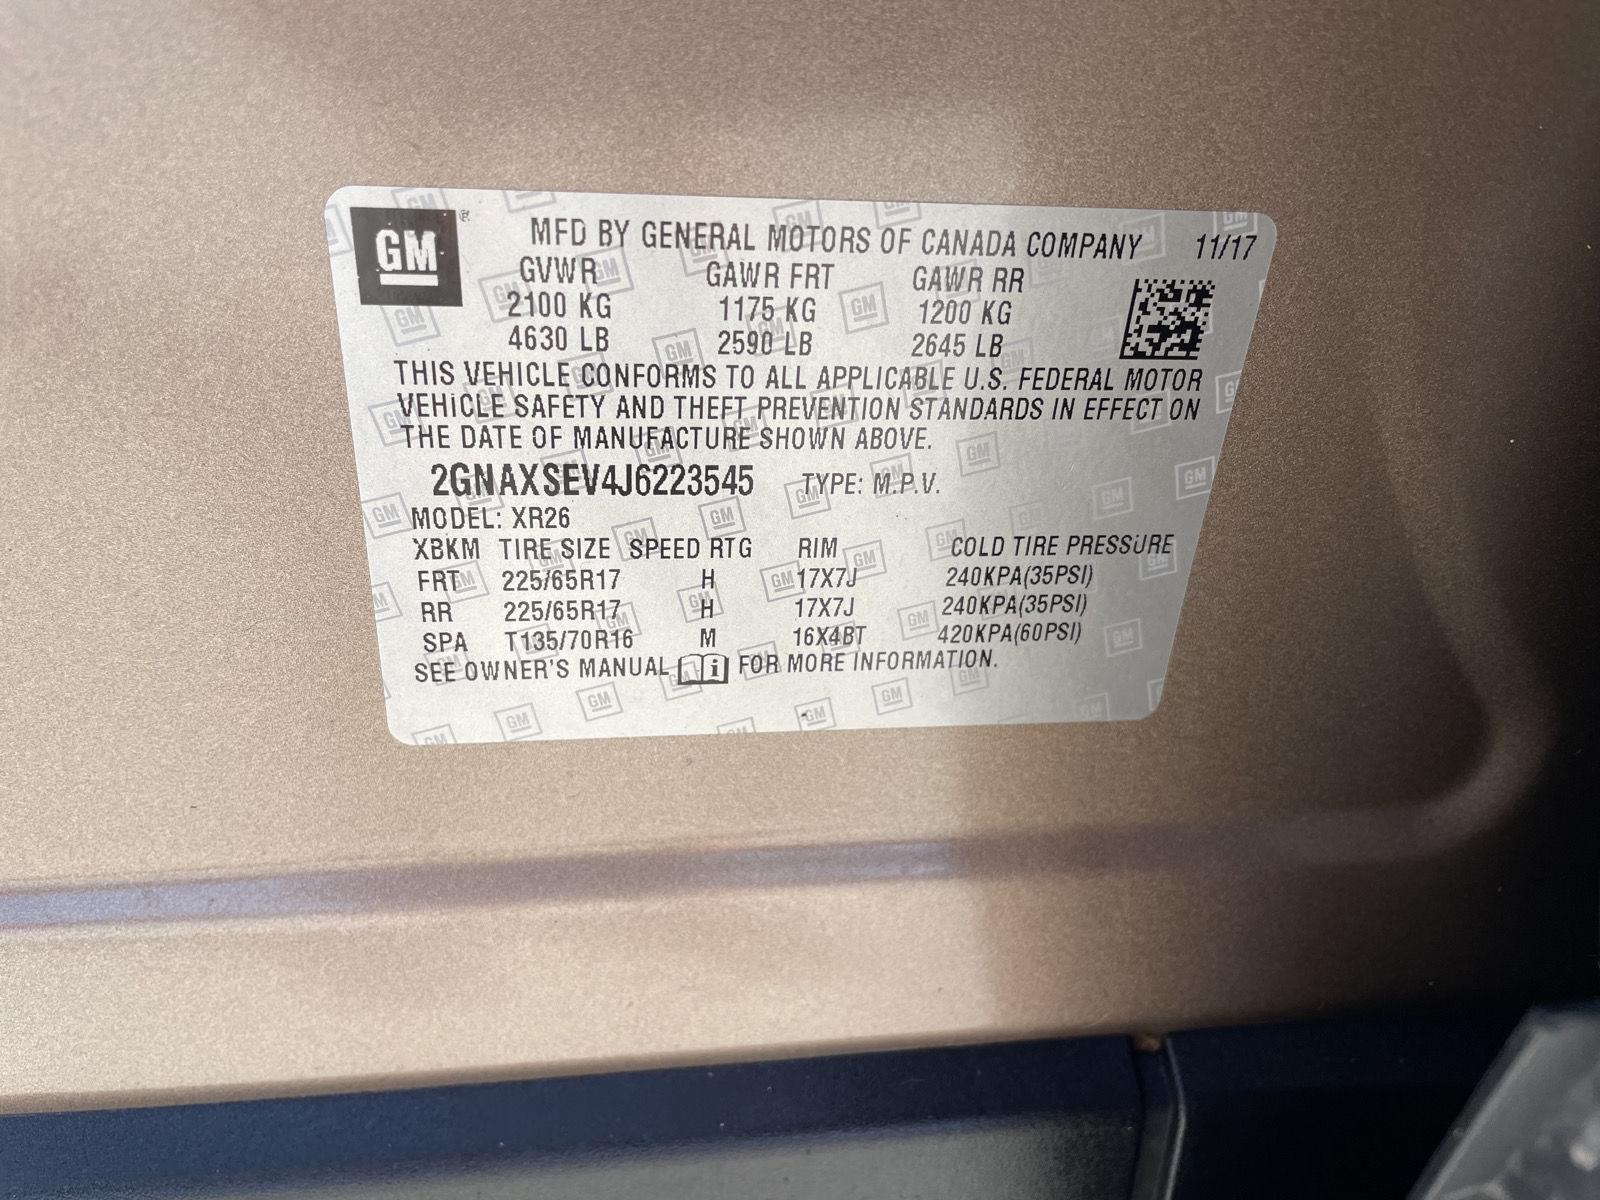 GM ® MFD BY GENERAL MOTORS OF CANADA COMPANY 11/17
GVWR GAWR FRT GAWR RR
2100 KG 1175 KG 1200 KG
4630 LB 2590 LB 2645 LB
THIS VEHICLE CONFORMS TO ALL APPLICABLE U.S. FEDERAL MOTOR
VEHICLE SAFETY AND THEFT PREVENTION STANDARDS IN EFFECT ON
THE DATE OF MANUFACTURE SHOWN ABOVE.
2GNAXSEV4J6223545 TYPE: M.P.V.
MODEL: XR26
XBKM TIRE SIZE SPEED RTG RIM COLD TIRE PRESSURE
FRT 225/65R17 H 17X7J 240KPA(35PSI)
RR 225/65R17 H 17X7J 240KPA(35PSI)
SPA T135/70R16 M 16X4BT 420KPA(60PSI)
SEE OWNER'S MANUAL i FOR MORE INFORMATION.